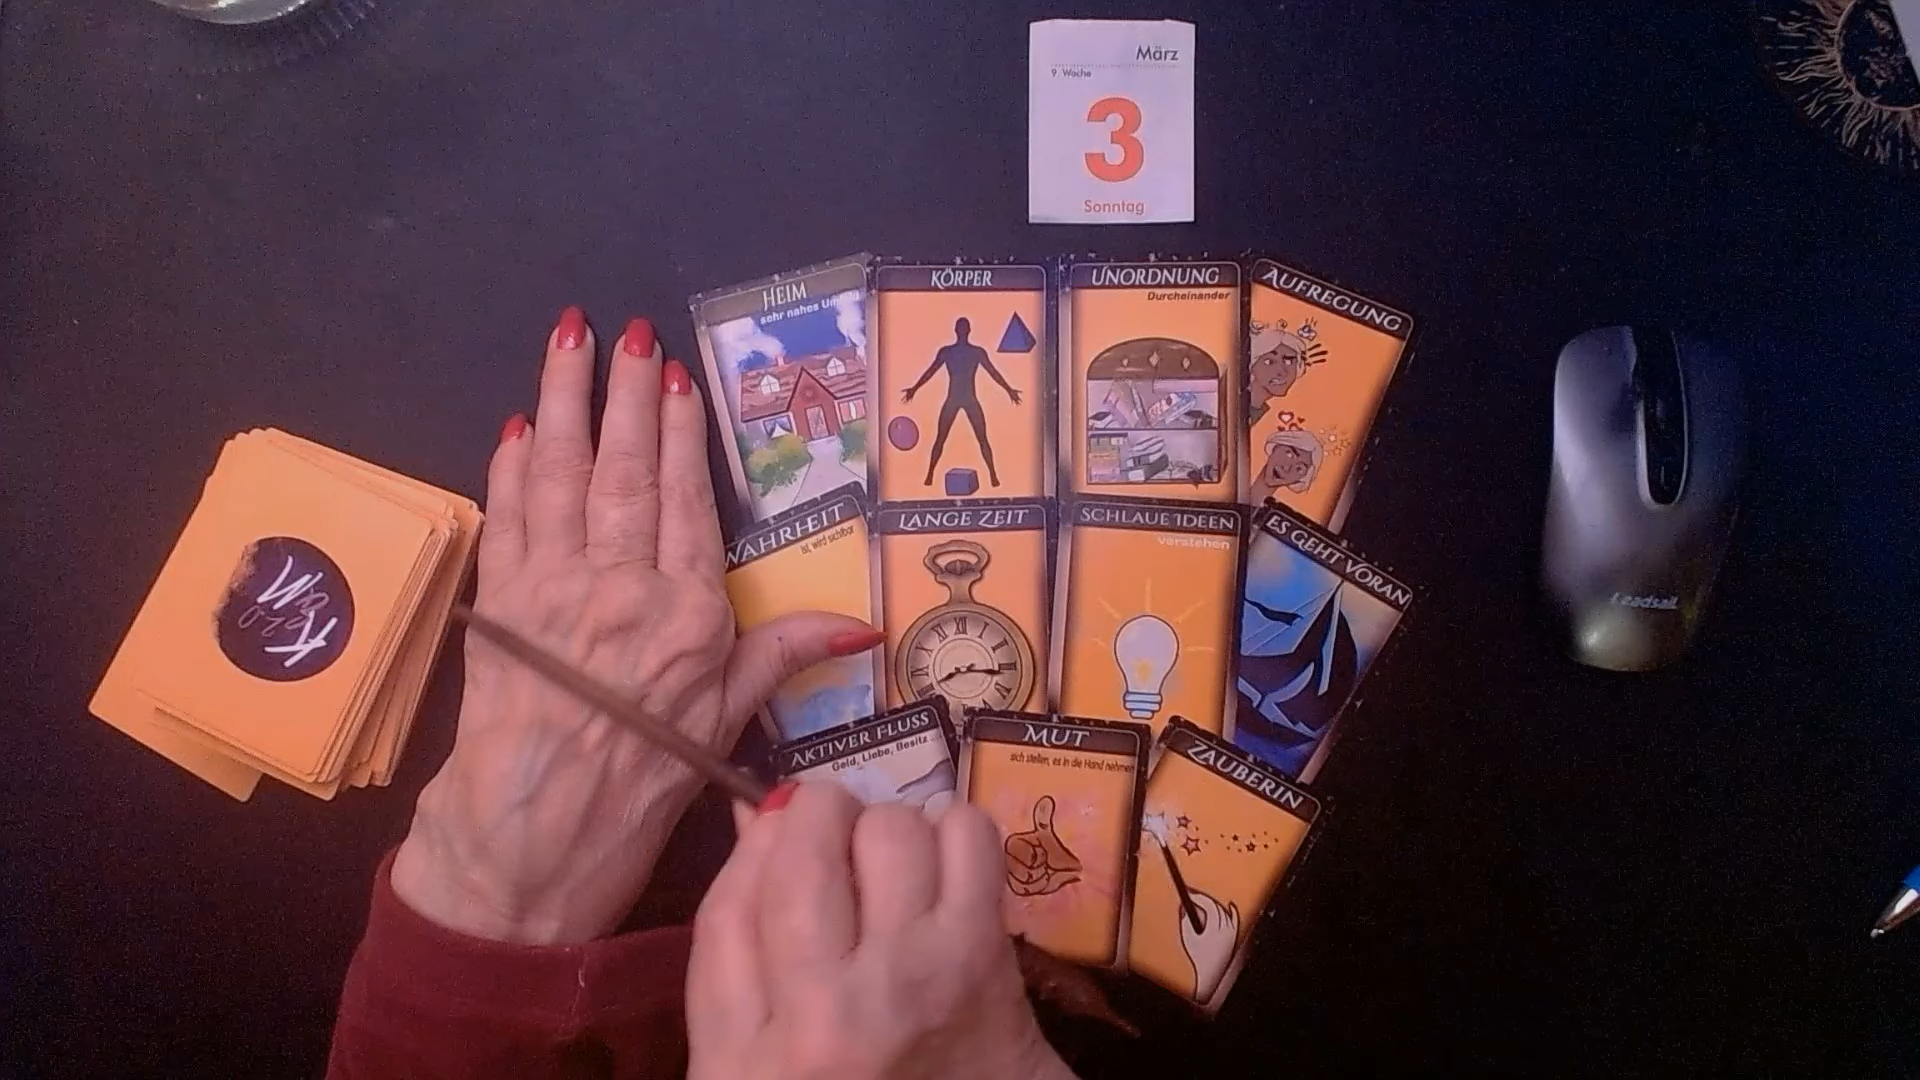 März
9. Woche
3
Sonntag
HEIM
sehr nahes
KÖRPER
UNORDNUNG
Durcheinander
AUFREGUNG
WAHRHEIT
ist, wird sichtbar
LANGE ZEIT
SCHLAUE IDEEN
verstehen
ES GEHT VORAN
AKTIVER FLUSS
Geld, Liebe, Besitz ...
MUT
sich stellen, es in die Hand nehmen
ZAUBERIN